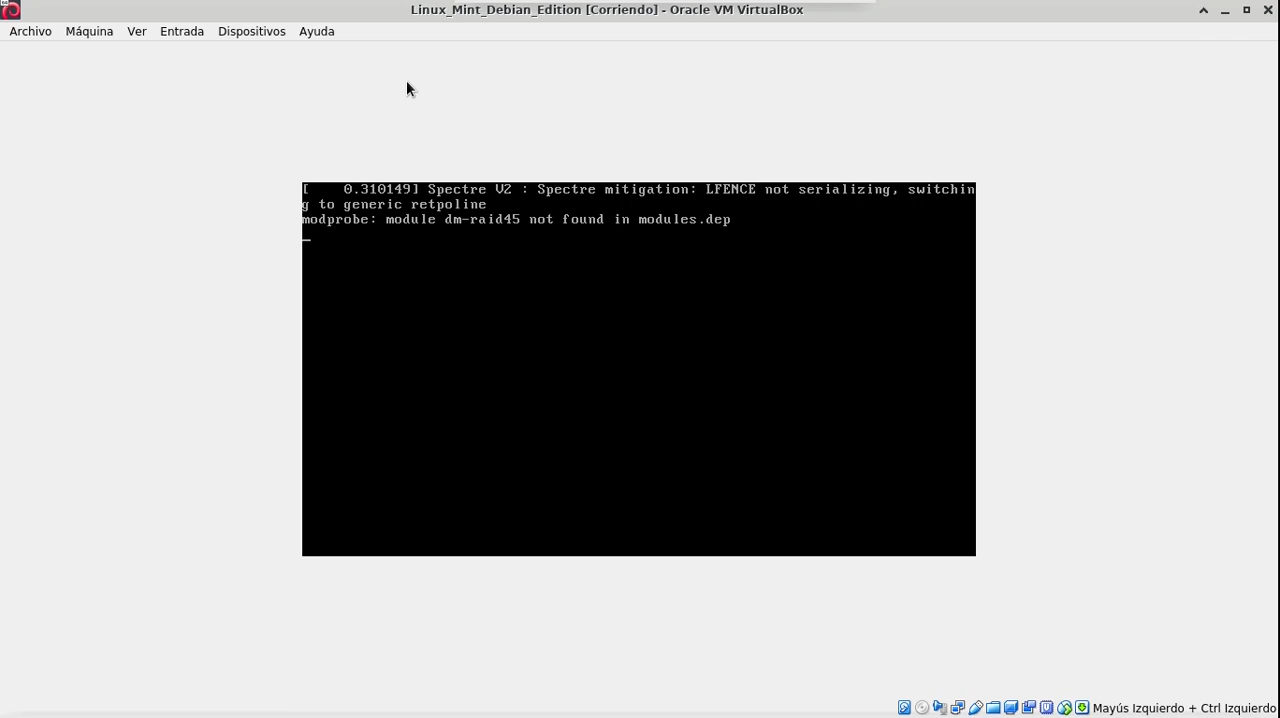 Linux_Mint_Debian_Edition [Corriendo] - Oracle VM VirtualBox
Archivo Máquina Ver Entrada Dispositivos Ayuda
[    0.310149] Spectre V2 : Spectre mitigation: LFENCE not serializing, switchin
g to generic retpoline
modprobe: module dm-raid45 not found in modules.dep
Mayús Izquierdo + Ctrl Izquierdo